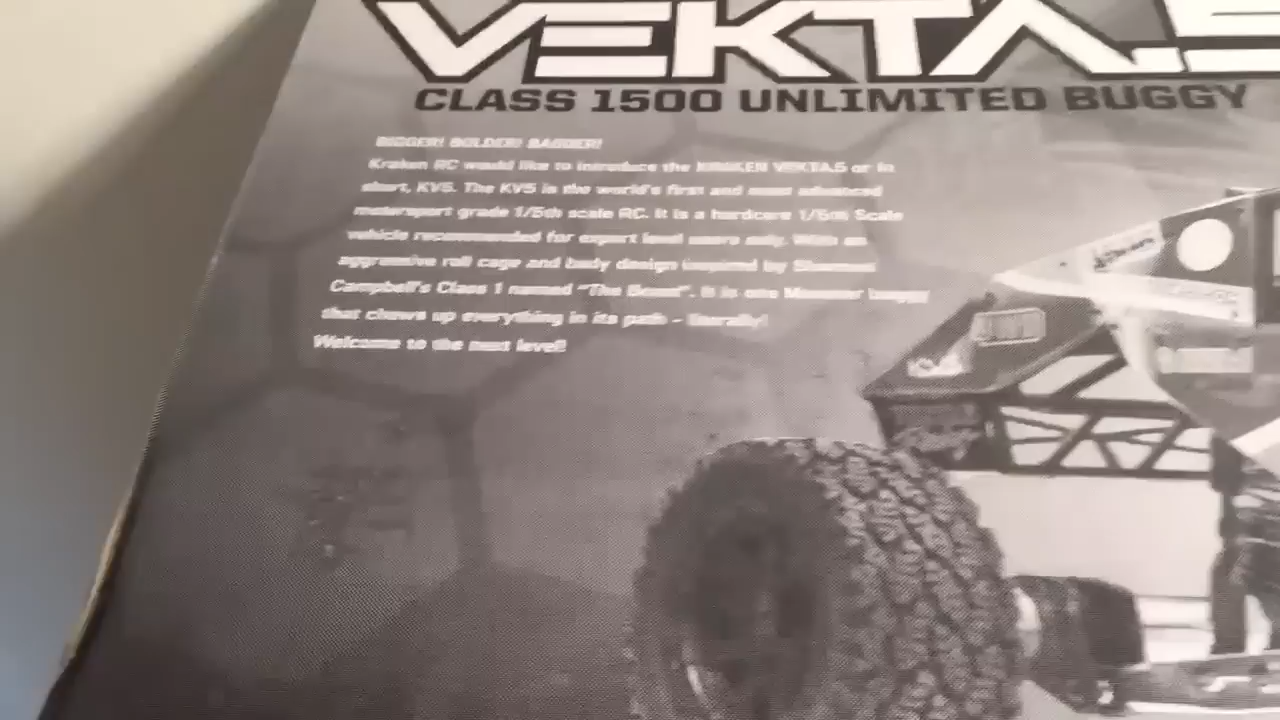 VEKTA.5
CLASS 1500 UNLIMITED BUGGY
BIGGER! BOLDER! BADDER!
Kraken RC would like to introduce the KRAKEN VEKTA.5 or in
short, KV5. The KV5 is the world's first and most advanced
motorsport grade 1/5th scale RC. It is a hardcore 1/5th Scale
vehicle recommended for expert level users only. With an
aggressive roll cage and body design inspired by Shannon
Campbell's Class 1 named "The Beast". It is one Monster buggy
that chews up everything in its path - literally!
Welcome to the next level!